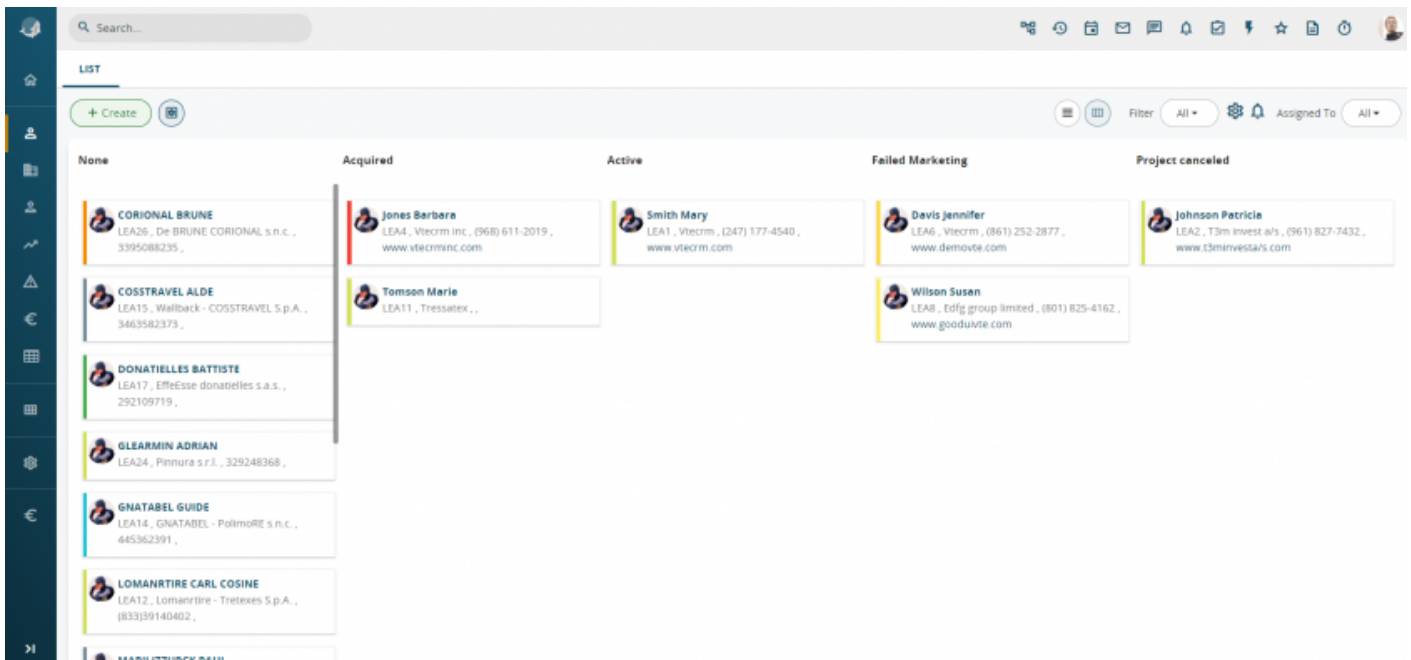 Search...
LIST
+ Create
Filter
All
Assigned To
All
None
Acquired
Active
Failed Marketing
Project canceled
CORIONAL BRUNE
LEA26 , De BRUNE CORIONAL s.n.c. ,
3395088235 ,
COSSTRAVEL ALDE
LEA15 , Wallback - COSSTRAVEL S.p.A. ,
3463582373 ,
DONATIELLES BATTISTE
LEA17 , EffeEsse donatielles s.a.s. ,
292109719 ,
GLEARMIN ADRIAN
LEA24 , Pinnura s.r.l. , 329248368 ,
GNATABEL GUIDE
LEA14 , GNATABEL - PolimoRE s.n.c. ,
445362391 ,
LOMANRTIRE CARL COSINE
LEA12 , Lomanrtire - Tretexes S.p.A. ,
(833)39140402 ,
Jones Barbara
LEA4 , Vtecrm inc , (968) 611-2019 ,
www.vtecrminc.com
Tomson Marie
LEA11 , Tressatex , ,
Smith Mary
LEA1 , Vtecrm , (247) 177-4540 ,
www.vtecrm.com
Davis Jennifer
LEA6 , Vtecrm , (861) 252-2877 ,
www.demovte.com
Wilson Susan
LEA8 , Edfg group limited , (801) 825-4162 ,
www.gooduivte.com
Johnson Patricia
LEA2 , T3m invest a/s , (961) 827-7432 ,
www.t3minvesta/s.com